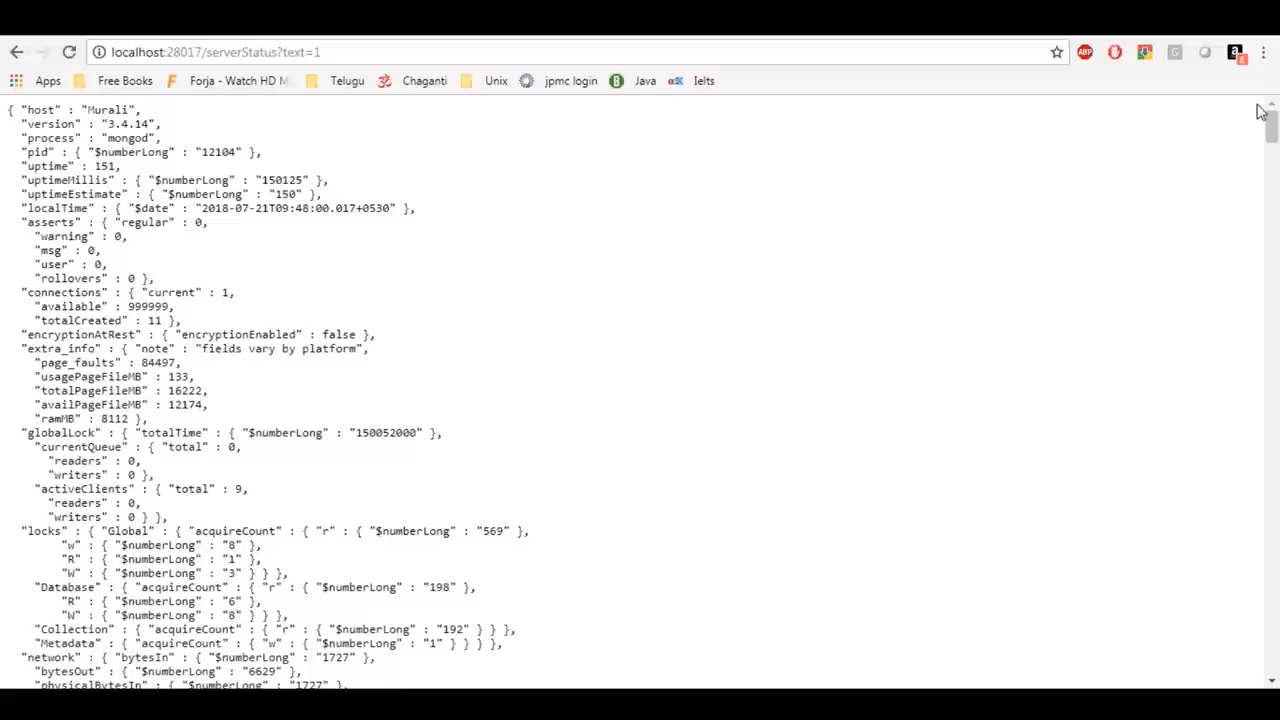 localhost:28017/serverStatus?text=1
ABP
G
a
6
Apps Free Books Forja - Watch HD M Telugu Chaganti Unix jpmc login Java Ielts
{ "host" : "Murali",
"version" : "3.4.14",
"process" : "mongod",
"pid" : { "$numberLong" : "12104" },
"uptime" : 151,
"uptimeMillis" : { "$numberLong" : "150125" },
"uptimeEstimate" : { "$numberLong" : "150" },
"localTime" : { "$date" : "2018-07-21T09:48:00.017+0530" },
"asserts" : { "regular" : 0,
"warning" : 0,
"msg" : 0,
"user" : 0,
"rollovers" : 0 },
"connections" : { "current" : 1,
"available" : 999999,
"totalCreated" : 11 },
"encryptionAtRest" : { "encryptionEnabled" : false },
"extra_info" : { "note" : "fields vary by platform",
"page_faults" : 84497,
"usagePageFileMB" : 133,
"totalPageFileMB" : 16222,
"availPageFileMB" : 12174,
"ramMB" : 8112 },
"globalLock" : { "totalTime" : { "$numberLong" : "150052000" },
"currentQueue" : { "total" : 0,
"readers" : 0,
"writers" : 0 },
"activeClients" : { "total" : 9,
"readers" : 0,
"writers" : 0 } },
"locks" : { "Global" : { "acquireCount" : { "r" : { "$numberLong" : "569" },
"w" : { "$numberLong" : "8" },
"R" : { "$numberLong" : "1" },
"W" : { "$numberLong" : "3" } } },
"Database" : { "acquireCount" : { "r" : { "$numberLong" : "198" },
"R" : { "$numberLong" : "6" },
"W" : { "$numberLong" : "8" } } },
"Collection" : { "acquireCount" : { "r" : { "$numberLong" : "192" } } },
"Metadata" : { "acquireCount" : { "w" : { "$numberLong" : "1" } } } },
"network" : { "bytesIn" : { "$numberLong" : "1727" },
"bytesOut" : { "$numberLong" : "6629" },
"physicalBytesIn" : { "$numberLong" : "1727" },